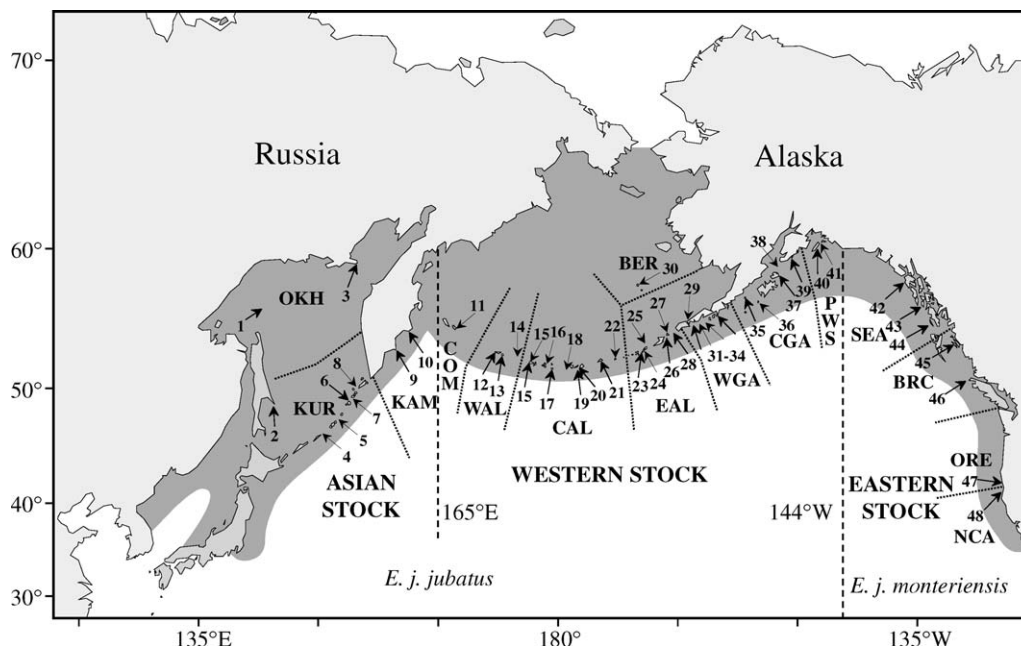 70°
60°
50°
40°
30°
135°E
180°
135°W
Russia
Alaska
OKH
1
2
3
KUR
4
5
6
7
8
KAM
9
10
ASIAN
STOCK
165°E
COM
11
WAL
12
13
14
15
16
15
17
18
CAL
19
20
21
22
WESTERN STOCK
BER
30
25
27
29
23
24
26
28
EAL
31-34
WGA
35
36
37
38
39
CGA
PWS
40
41
144°W
42
SEA
43
44
45
BRC
46
EASTERN
STOCK
ORE
47
48
NCA
E. j. jubatus
E. j. monteriensis